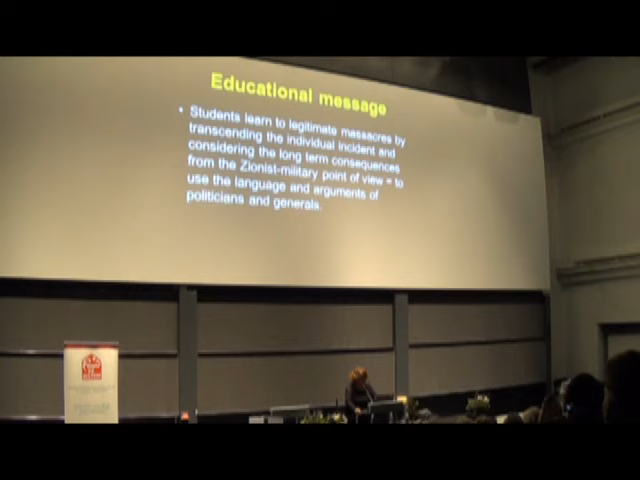 Educational message
• Students learn to legitimate massacres by
transcending the individual incident and
considering the long term consequences
from the Zionist-military point of view = to
use the language and arguments of
politicians and generals.